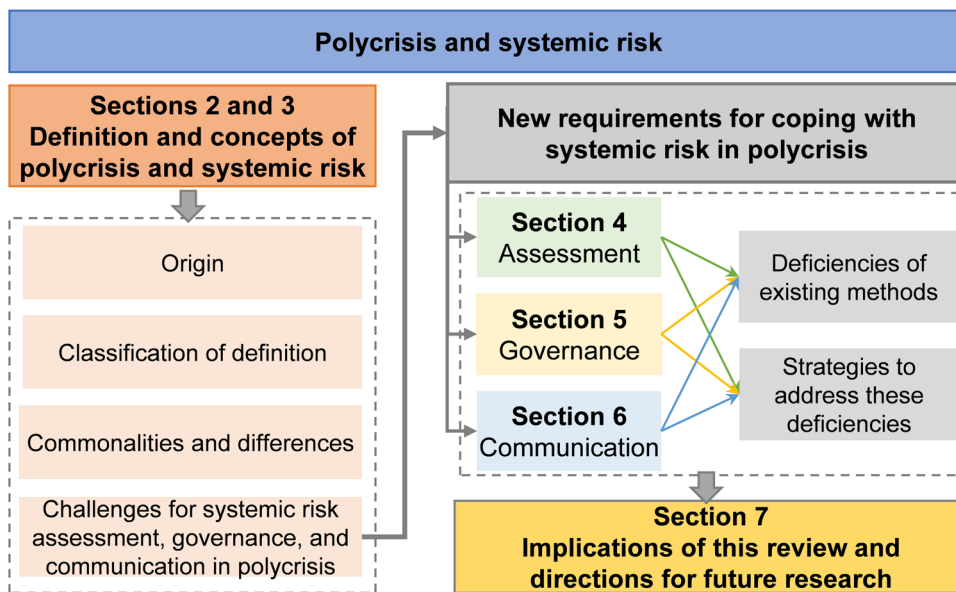 Polycrisis and systemic risk
Sections 2 and 3
Definition and concepts of
polycrisis and systemic risk
Origin
Classification of definition
Commonalities and differences
Challenges for systemic risk
assessment, governance, and
communication in polycrisis
New requirements for coping with
systemic risk in polycrisis
Section 4
Assessment
Section 5
Governance
Section 6
Communication
Deficiencies of
existing methods
Strategies to
address these
deficiencies
Section 7
Implications of this review and
directions for future research